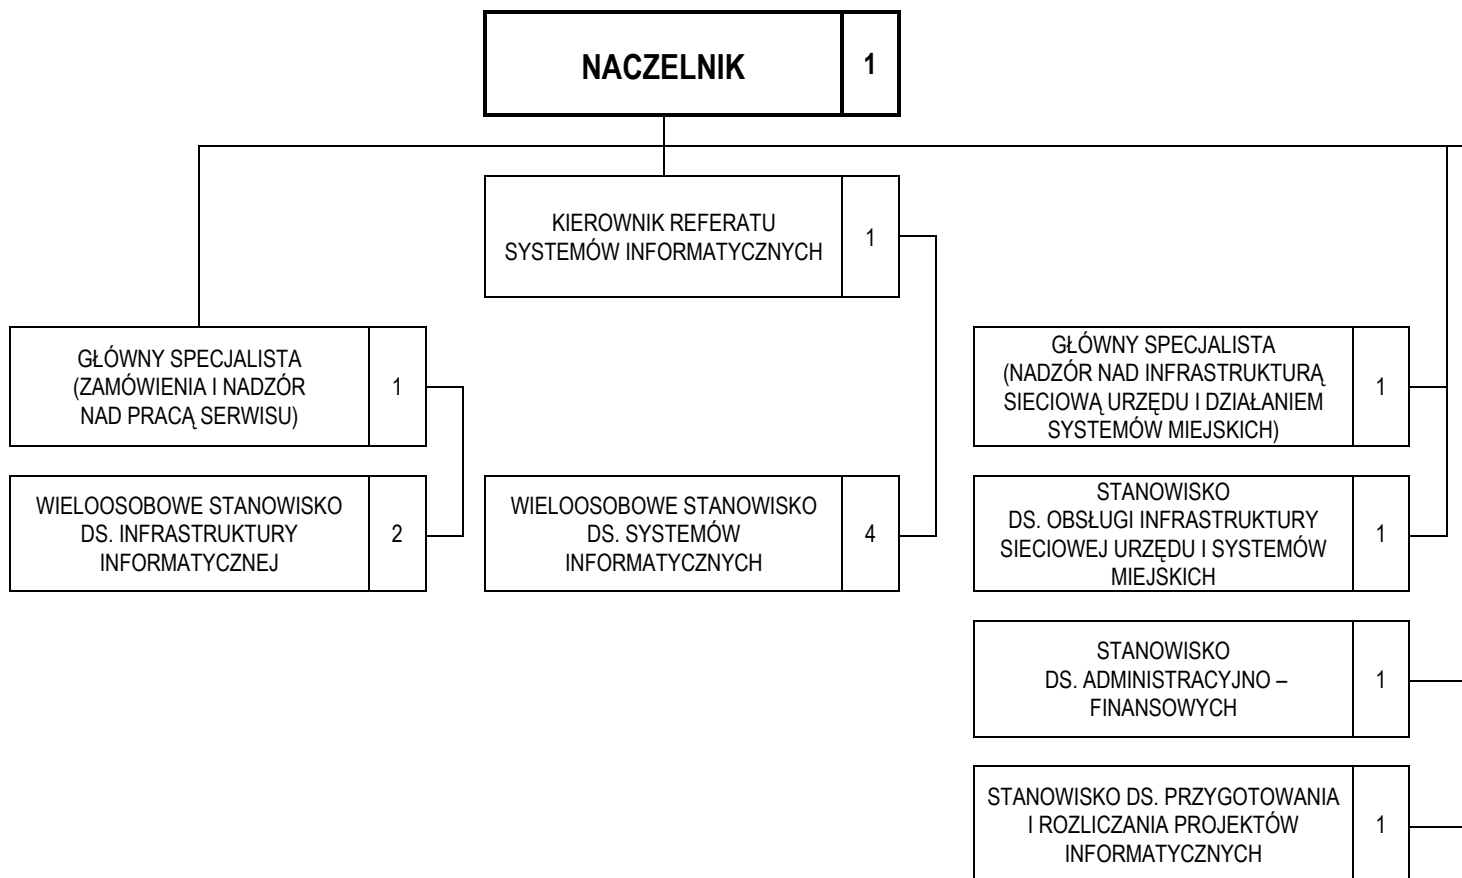 NACZELNIK
1
KIEROWNIK REFERATU
SYSTEMÓW INFORMATYCZNYCH
1
GŁÓWNY SPECJALISTA
(ZAMÓWIENIA I NADZÓR
NAD PRACĄ SERWISU)
1
GŁÓWNY SPECJALISTA
(NADZÓR NAD INFRASTRUKTURĄ
SIECIOWĄ URZĘDU I DZIAŁANIEM
SYSTEMÓW MIEJSKICH)
1
WIELOOSOBOWE STANOWISKO
DS. INFRASTRUKTURY
INFORMATYCZNEJ
2
WIELOOSOBOWE STANOWISKO
DS. SYSTEMÓW
INFORMATYCZNYCH
4
STANOWISKO
DS. OBSŁUGI INFRASTRUKTURY
SIECIOWEJ URZĘDU I SYSTEMÓW
MIEJSKICH
1
STANOWISKO
DS. ADMINISTRACYJNO –
FINANSOWYCH
1
STANOWISKO DS. PRZYGOTOWANIA
I ROZLICZANIA PROJEKTÓW
INFORMATYCZNYCH
1